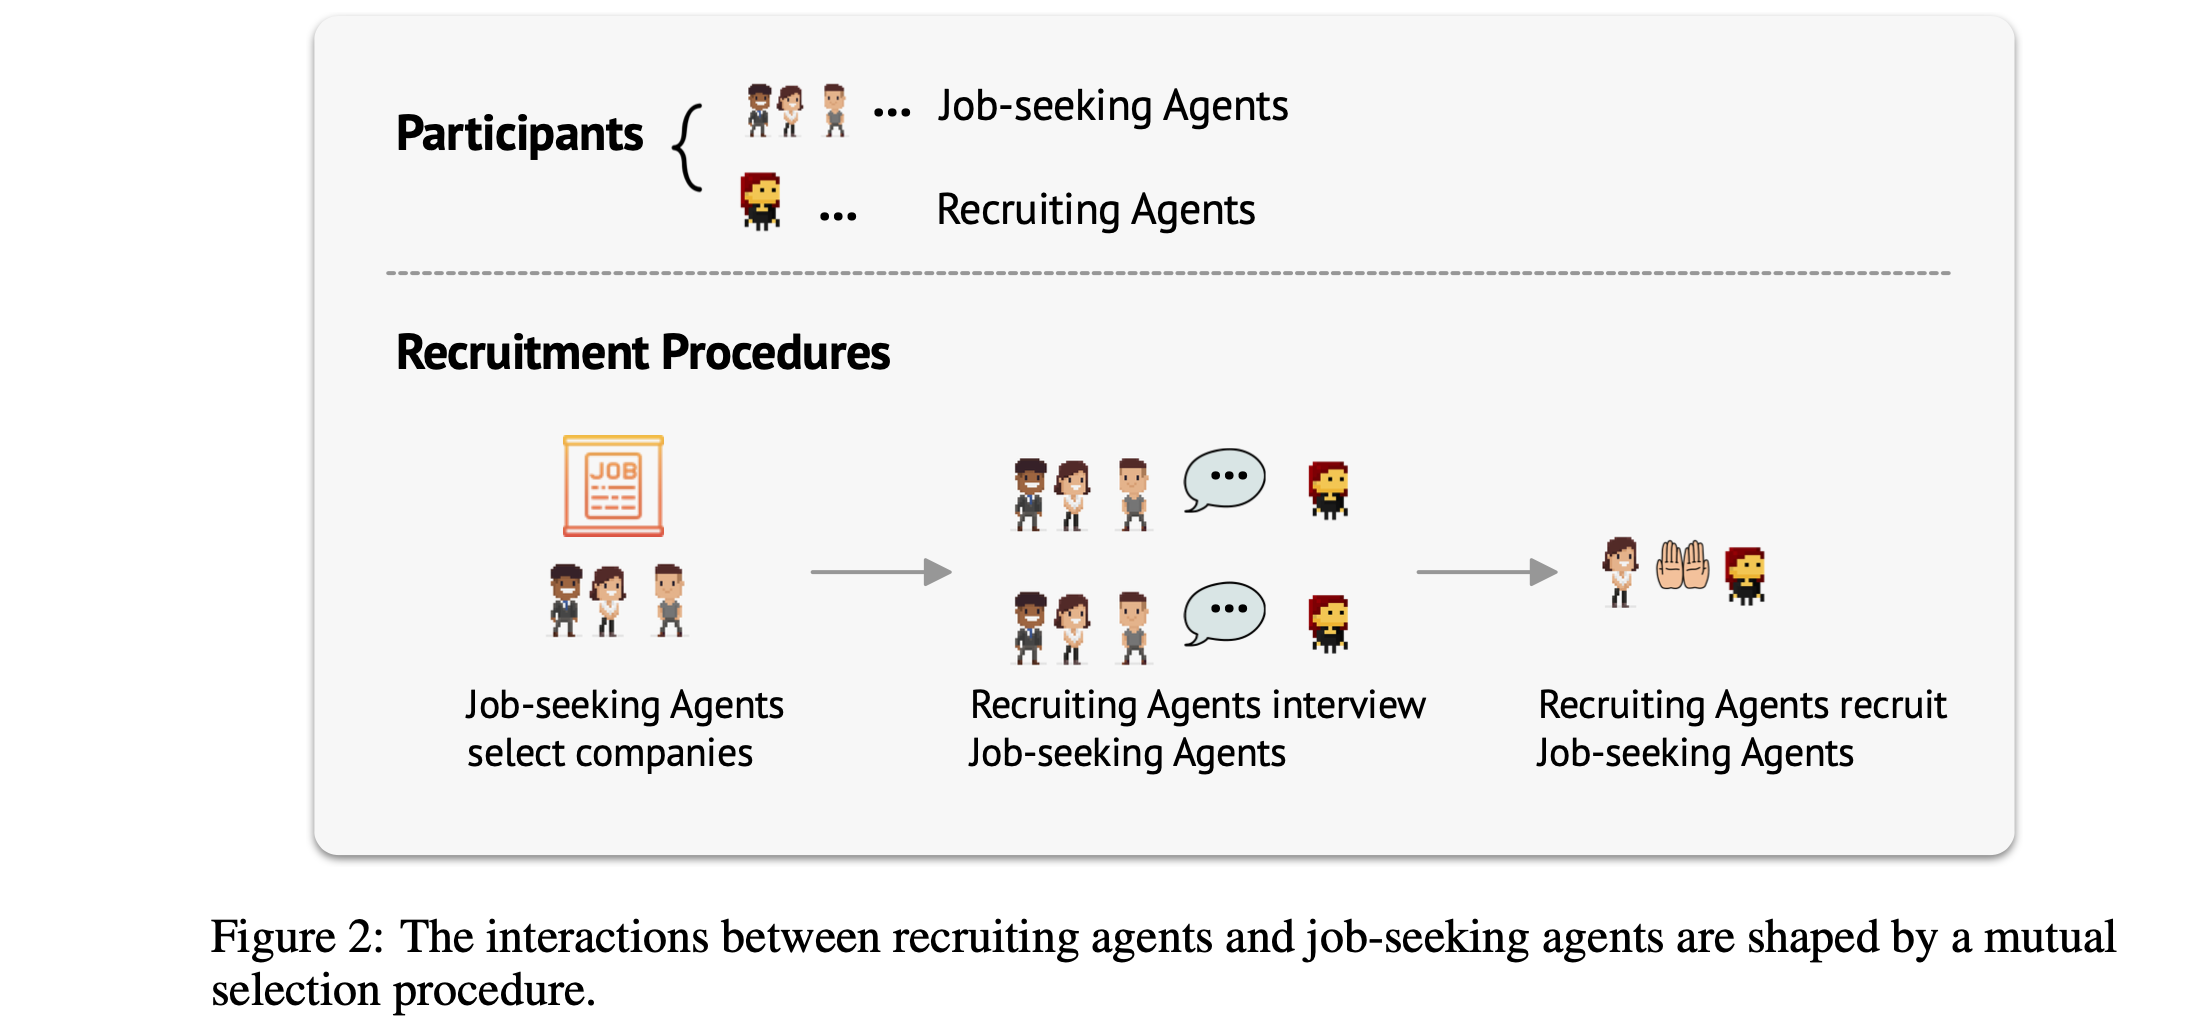 Participants
... Job-seeking Agents
... Recruiting Agents
Recruitment Procedures
JOB
...
...
Job-seeking Agents
select companies
Recruiting Agents interview
Job-seeking Agents
Recruiting Agents recruit
Job-seeking Agents
Figure 2: The interactions between recruiting agents and job-seeking agents are shaped by a mutual
selection procedure.